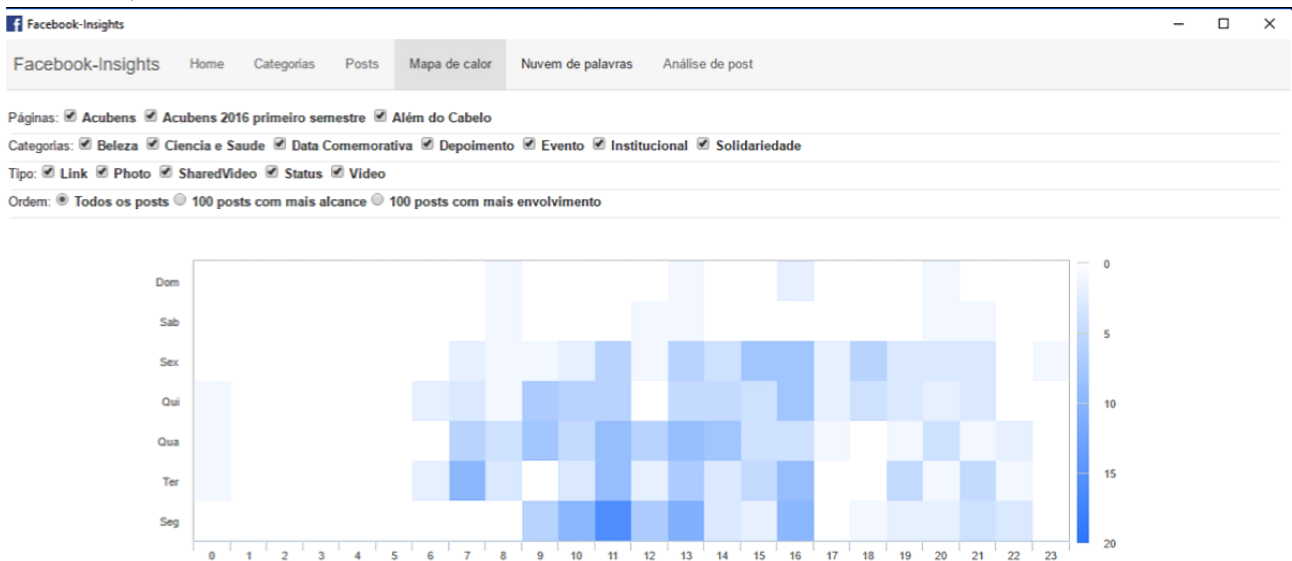 Facebook-Insights
Facebook-Insights Home Categorias Posts Mapa de calor Nuvem de palavras Análise de post
Páginas: Acubens Acubens 2016 primeiro semestre Além do Cabelo
Categorias: Beleza Ciencia e Saude Data Comemorativa Depoimento Evento Institucional Solidariedade
Tipo: Link Photo SharedVideo Status Video
Ordem: Todos os posts 100 posts com mais alcance 100 posts com mais envolvimento
Dom
Sab
Sex
Qui
Qua
Ter
Seg
0 1 2 3 4 5 6 7 8 9 10 11 12 13 14 15 16 17 18 19 20 21 22 23
0
5
10
15
20